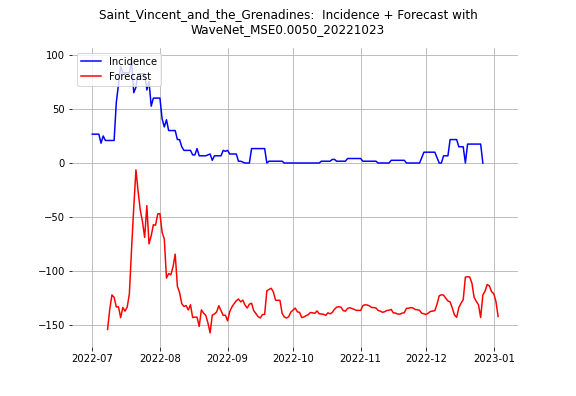 Saint_Vincent_and_the_Grenadines:  Incidence + Forecast with
WaveNet_MSE0.0050_20221023
Incidence
Forecast
100
50
0
−50
−100
−150
2022-07 2022-08 2022-09 2022-10 2022-11 2022-12 2023-01